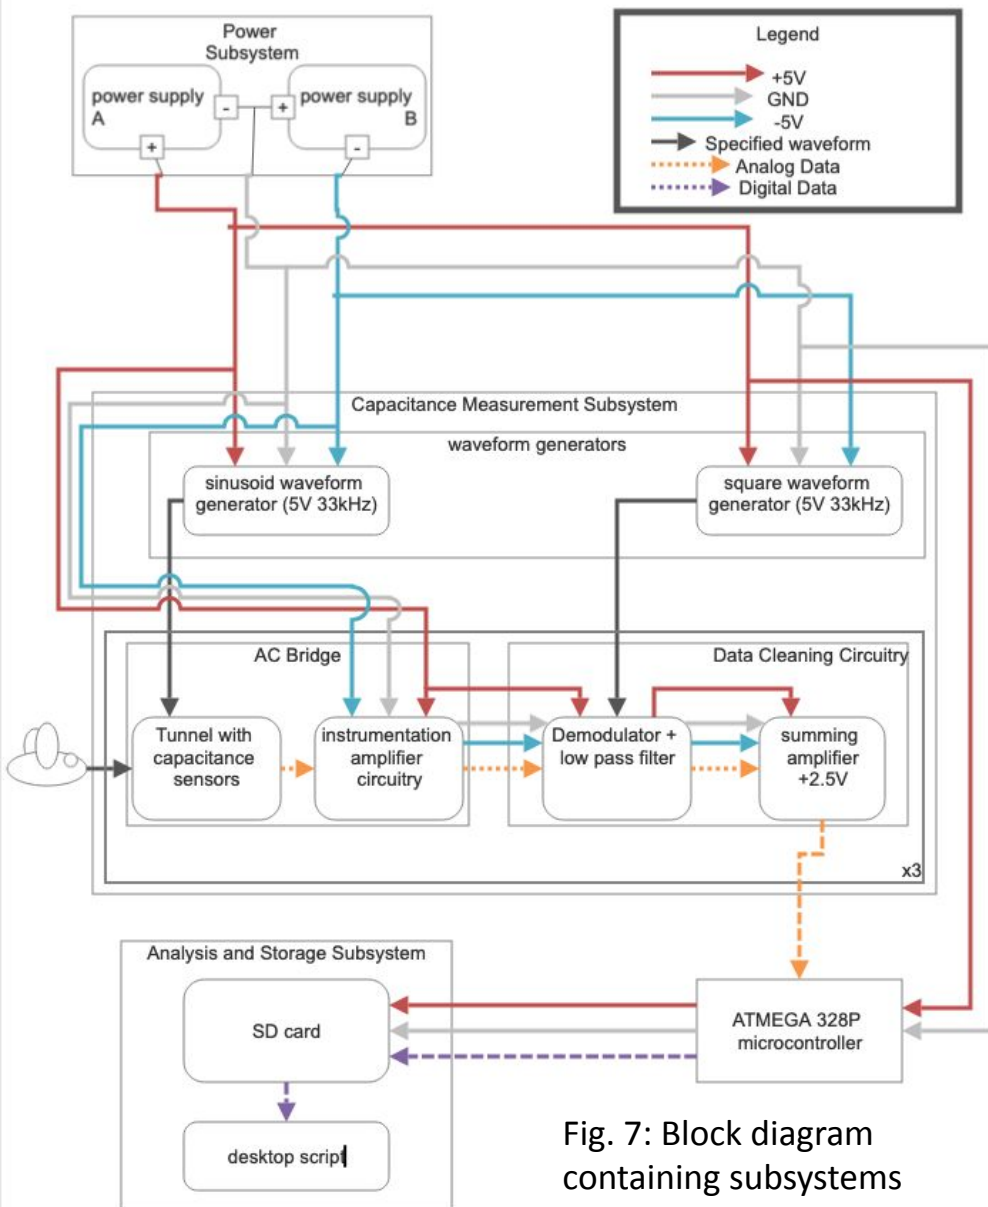 Power
Subsystem
power supply
A
-
+
power supply
B
+
-
Legend
+5V
GND
-5V
Specified waveform
Analog Data
Digital Data
Capacitance Measurement Subsystem
waveform generators
sinusoid waveform
generator (5V 33kHz)
square waveform
generator (5V 33kHz)
AC Bridge
Data Cleaning Circuitry
Tunnel with
capacitance
sensors
instrumentation
amplifier
circuitry
Demodulator +
low pass filter
summing
amplifier
+2.5V
x3
Analysis and Storage Subsystem
SD card
ATMEGA 328P
microcontroller
desktop script
Fig. 7: Block diagram
containing subsystems